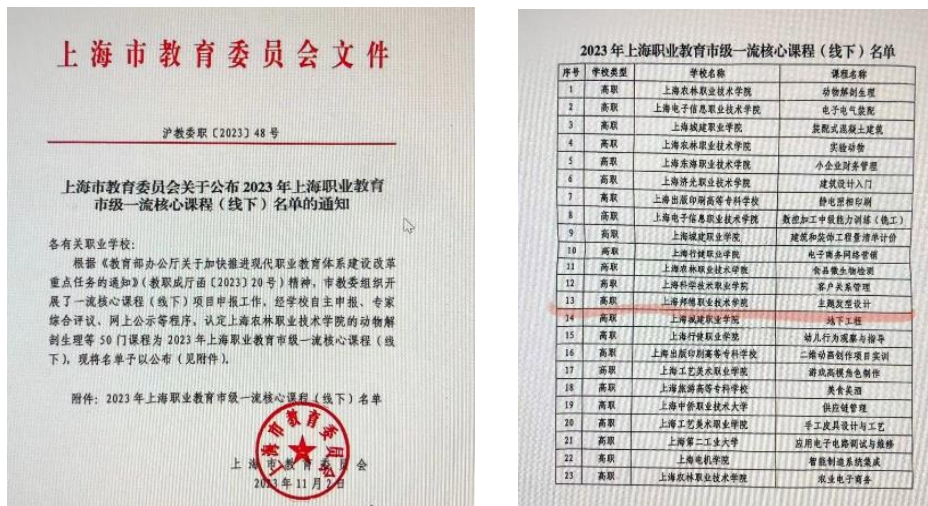 上海市教育委员会文件
沪教委职〔2023〕48号
上海市教育委员会关于公布2023年上海职业教育
市级一流核心课程（线下）名单的通知
各有关职业学校：
根据《教育部办公厅关于加快推进现代职业教育体系建设改革
重点任务的通知》（教职成厅函〔2023〕20号）精神，市教委组织开
展了一流核心课程（线下）项目申报工作，经学校自主申报、专家
综合评议、网上公示等程序，认定上海农林职业技术学院的动物解
剖生理等50门课程为2023年上海职业教育市级一流核心课程（线
下），现将名单予以公布（见附件）。
附件：2023年上海职业教育市级一流核心课程（线下）名单
上海市教育委员会
2023年11月2日
上海市教育委员会
2023年上海职业教育市级一流核心课程（线下）名单
序号 学校类型 学校名称 课程名称
1 高职 上海农林职业技术学院 动物解剖生理
2 高职 上海电子信息职业技术学院 电子电气装配
3 高职 上海城建职业学院 装配式混凝土建筑
4 高职 上海农林职业技术学院 实验动物
5 高职 上海东海职业技术学院 小企业财务管理
6 高职 上海济光职业技术学院 建筑设计入门
7 高职 上海出版印刷高等专科学校 静电照相印刷
8 高职 上海电子信息职业技术学院 数控加工中级能力训练（铣工）
9 高职 上海城建职业学院 建筑和装饰工程量清单计价
10 高职 上海行健职业学院 电子商务网络营销
11 高职 上海农林职业技术学院 食品微生物检测
12 高职 上海科学技术职业学院 客户关系管理
13 高职 上海邦德职业技术学院 主题发型设计
14 高职 上海城建职业学院 地下工程
15 高职 上海行健职业学院 幼儿行为观察与指导
16 高职 上海出版印刷高等专科学校 二维动画创作项目实训
17 高职 上海工艺美术职业学院 游戏高模角色制作
18 高职 上海旅游高等专科学校 美食美酒
19 高职 上海中侨职业技术大学 供应链管理
20 高职 上海工艺美术职业学院 手工皮具设计与工艺
21 高职 上海第二工业大学 应用电子电路调试与维修
22 高职 上海电机学院 智能制造系统集成
23 高职 上海农林职业技术学院 农业电子商务